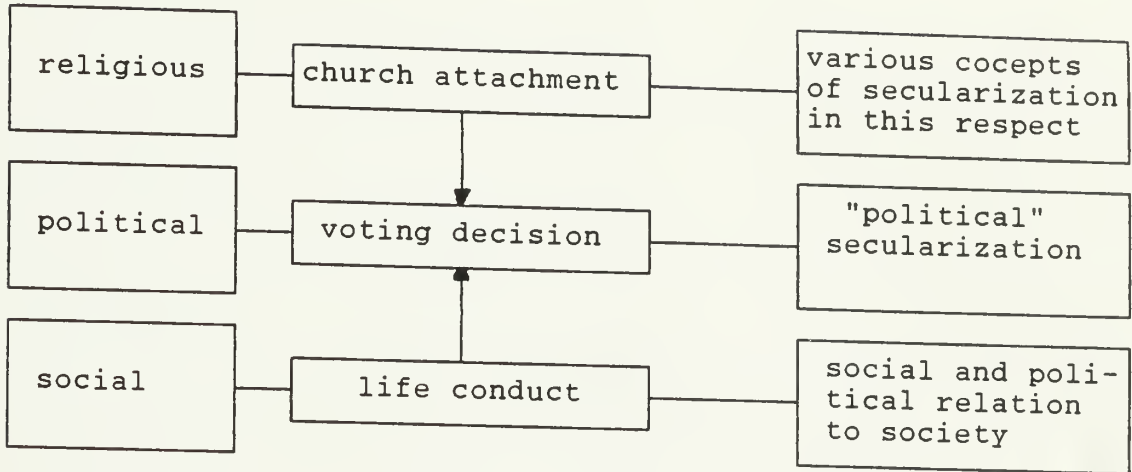 religious
church attachment
various cocepts
of secularization
in this respect
political
voting decision
"political"
secularization
social
life conduct
social and poli-
tical relation
to society